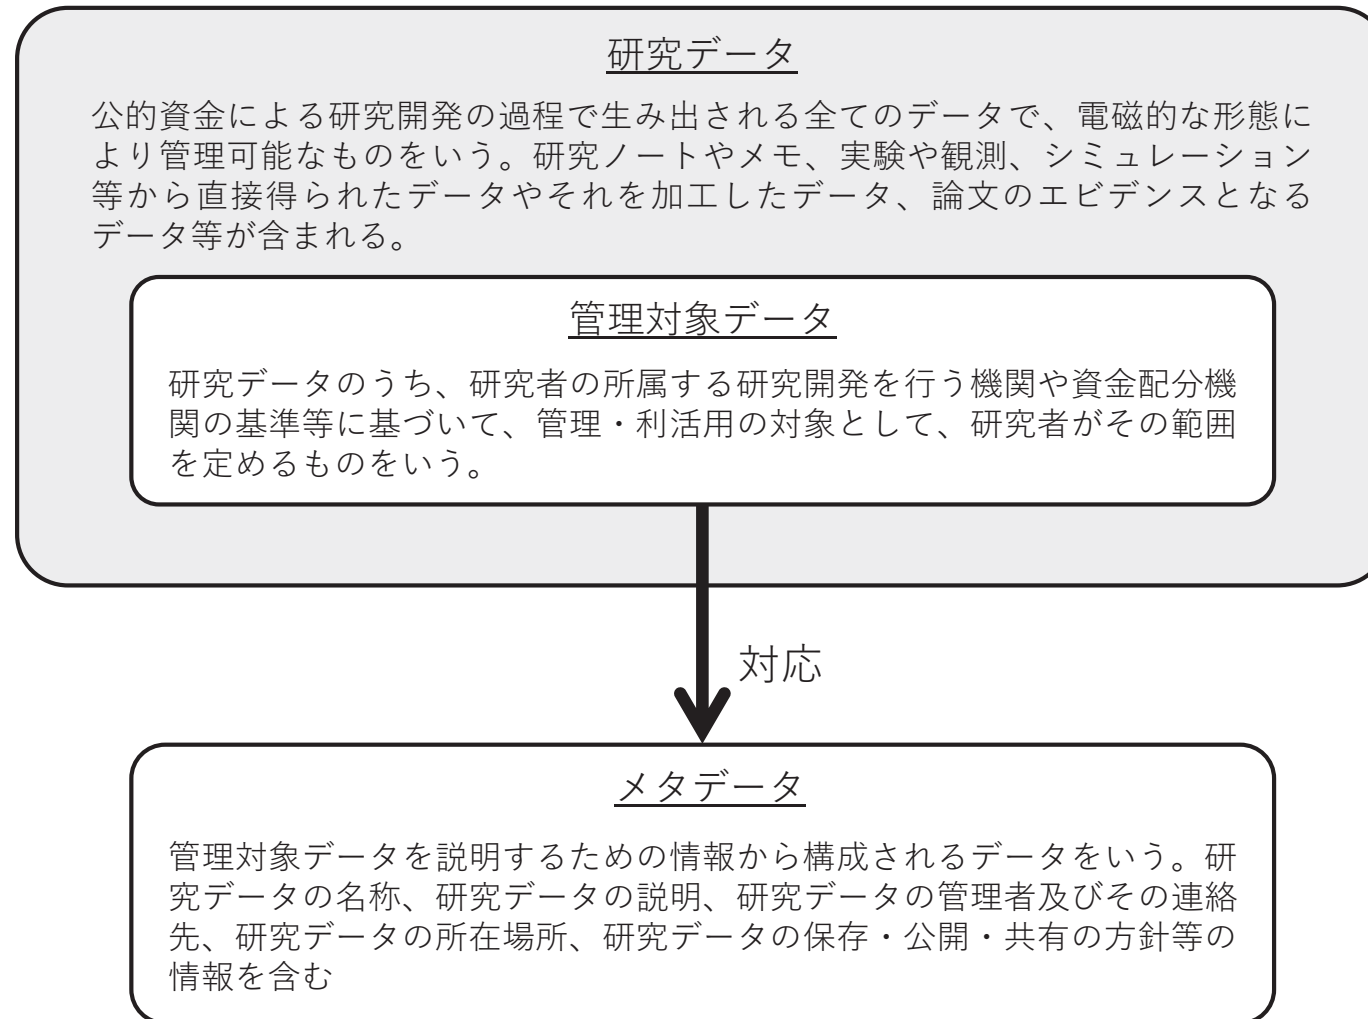 研究データ
公的資金による研究開発の過程で生み出される全てのデータで、電磁的な形態に
より管理可能なものをいう。研究ノートやメモ、実験や観測、シミュレーション
等から直接得られたデータやそれを加工したデータ、論文のエビデンスとなる
データ等が含まれる。
管理対象データ
研究データのうち、研究者の所属する研究開発を行う機関や資金配分機
関の基準等に基づいて、管理・利活用の対象として、研究者がその範囲
を定めるものをいう。
対応
メタデータ
管理対象データを説明するための情報から構成されるデータをいう。研
究データの名称、研究データの説明、研究データの管理者及びその連絡
先、研究データの所在場所、研究データの保存・公開・共有の方針等の
情報を含む